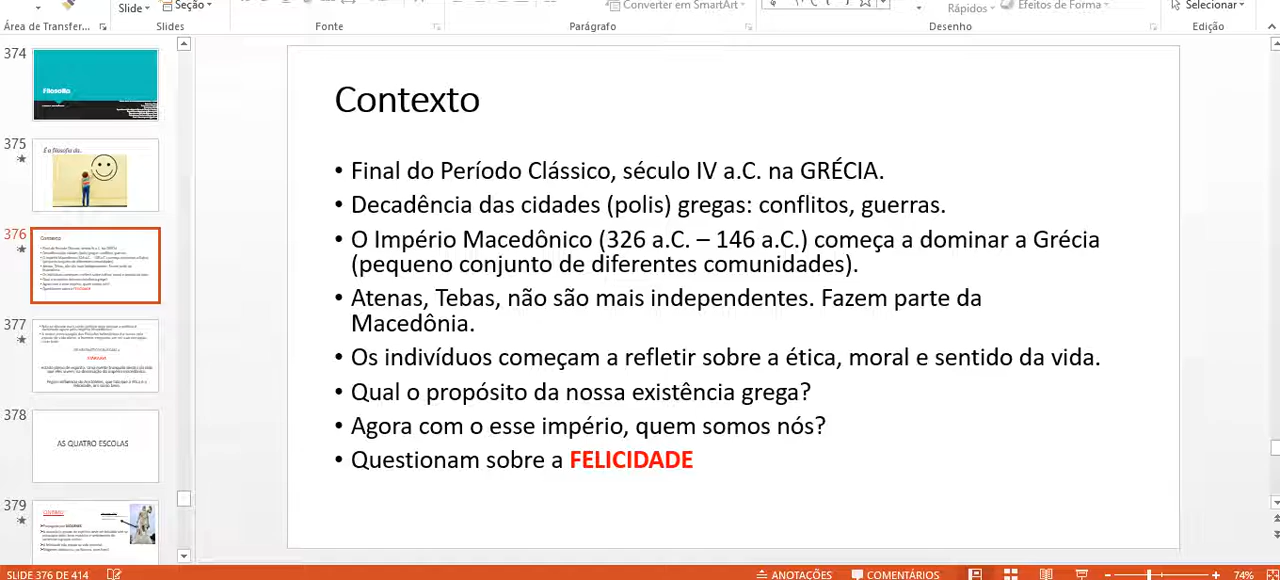 Slide
Seção
Converter em SmartArt
Rápidos
Efeitos de Forma
Selecionar
Área de Transfer...
Slides
Fonte
Parágrafo
Desenho
Edição
374
Filosofia
375
É a filosofia da..
376
Contexto
377
378
AS QUATRO ESCOLAS
379
Contexto
• Final do Período Clássico, século IV a.C. na GRÉCIA.
• Decadência das cidades (polis) gregas: conflitos, guerras.
• O Império Macedônico (326 a.C. – 146 a.C.) começa a dominar a Grécia
(pequeno conjunto de diferentes comunidades).
• Atenas, Tebas, não são mais independentes. Fazem parte da
Macedônia.
• Os indivíduos começam a refletir sobre a ética, moral e sentido da vida.
• Qual o propósito da nossa existência grega?
• Agora com o esse império, quem somos nós?
• Questionam sobre a FELICIDADE
SLIDE 376 DE 414
ANOTAÇÕES
COMENTÁRIOS
74%